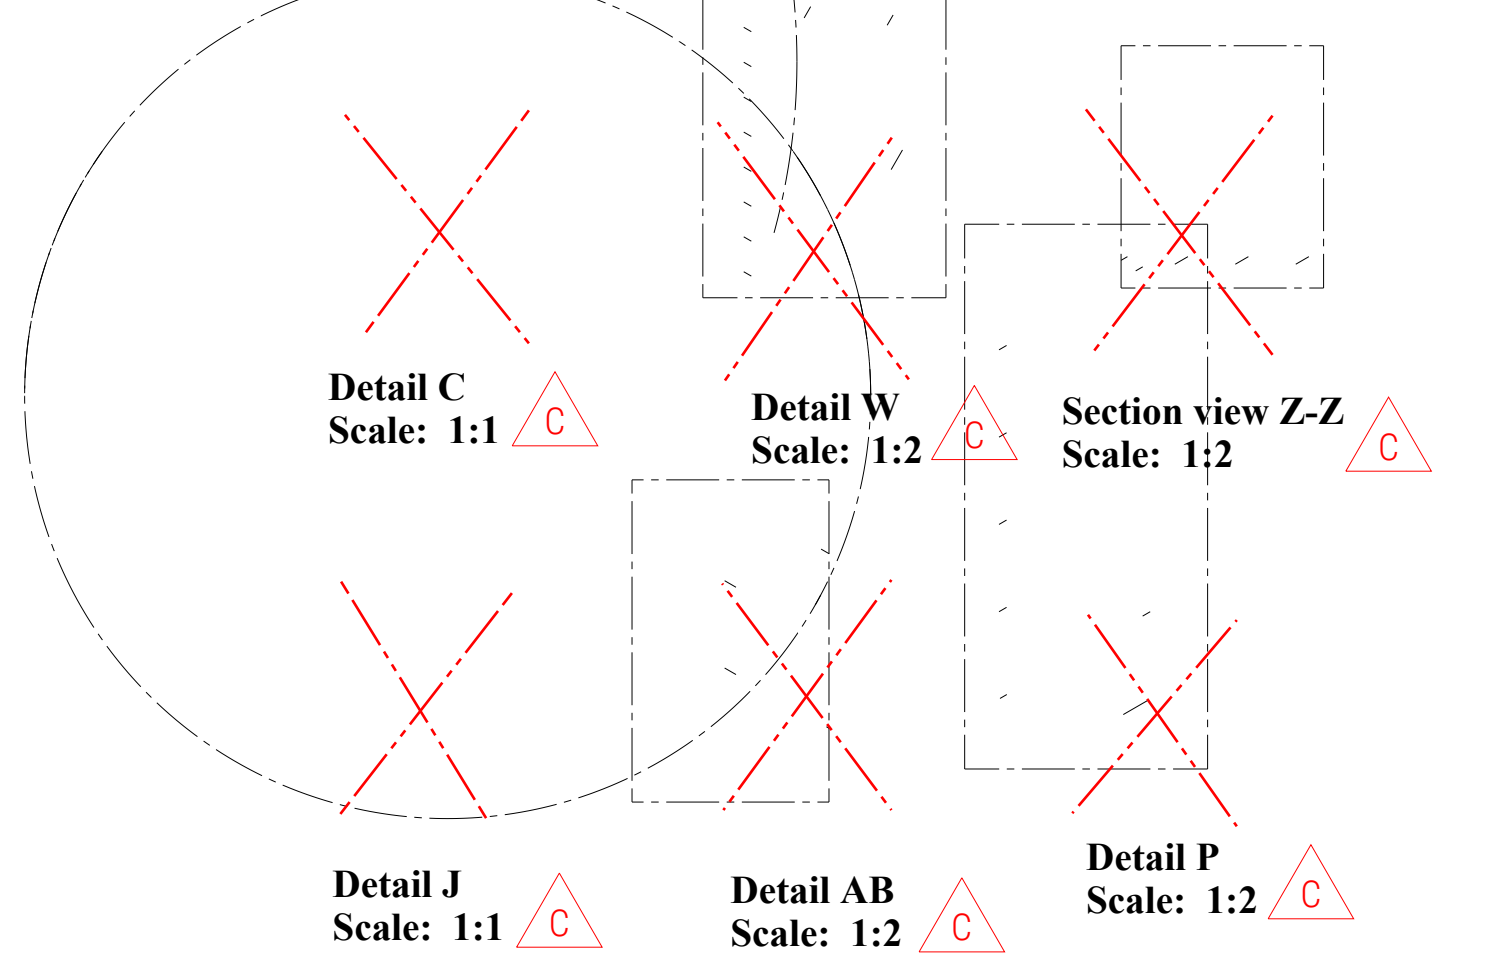 Detail C
Scale:  1:1
C
Detail W
Scale:  1:2
C
Section view Z-Z
Scale:  1:2
C
Detail J
Scale:  1:1
C
Detail AB
Scale:  1:2
C
Detail P
Scale:  1:2
C